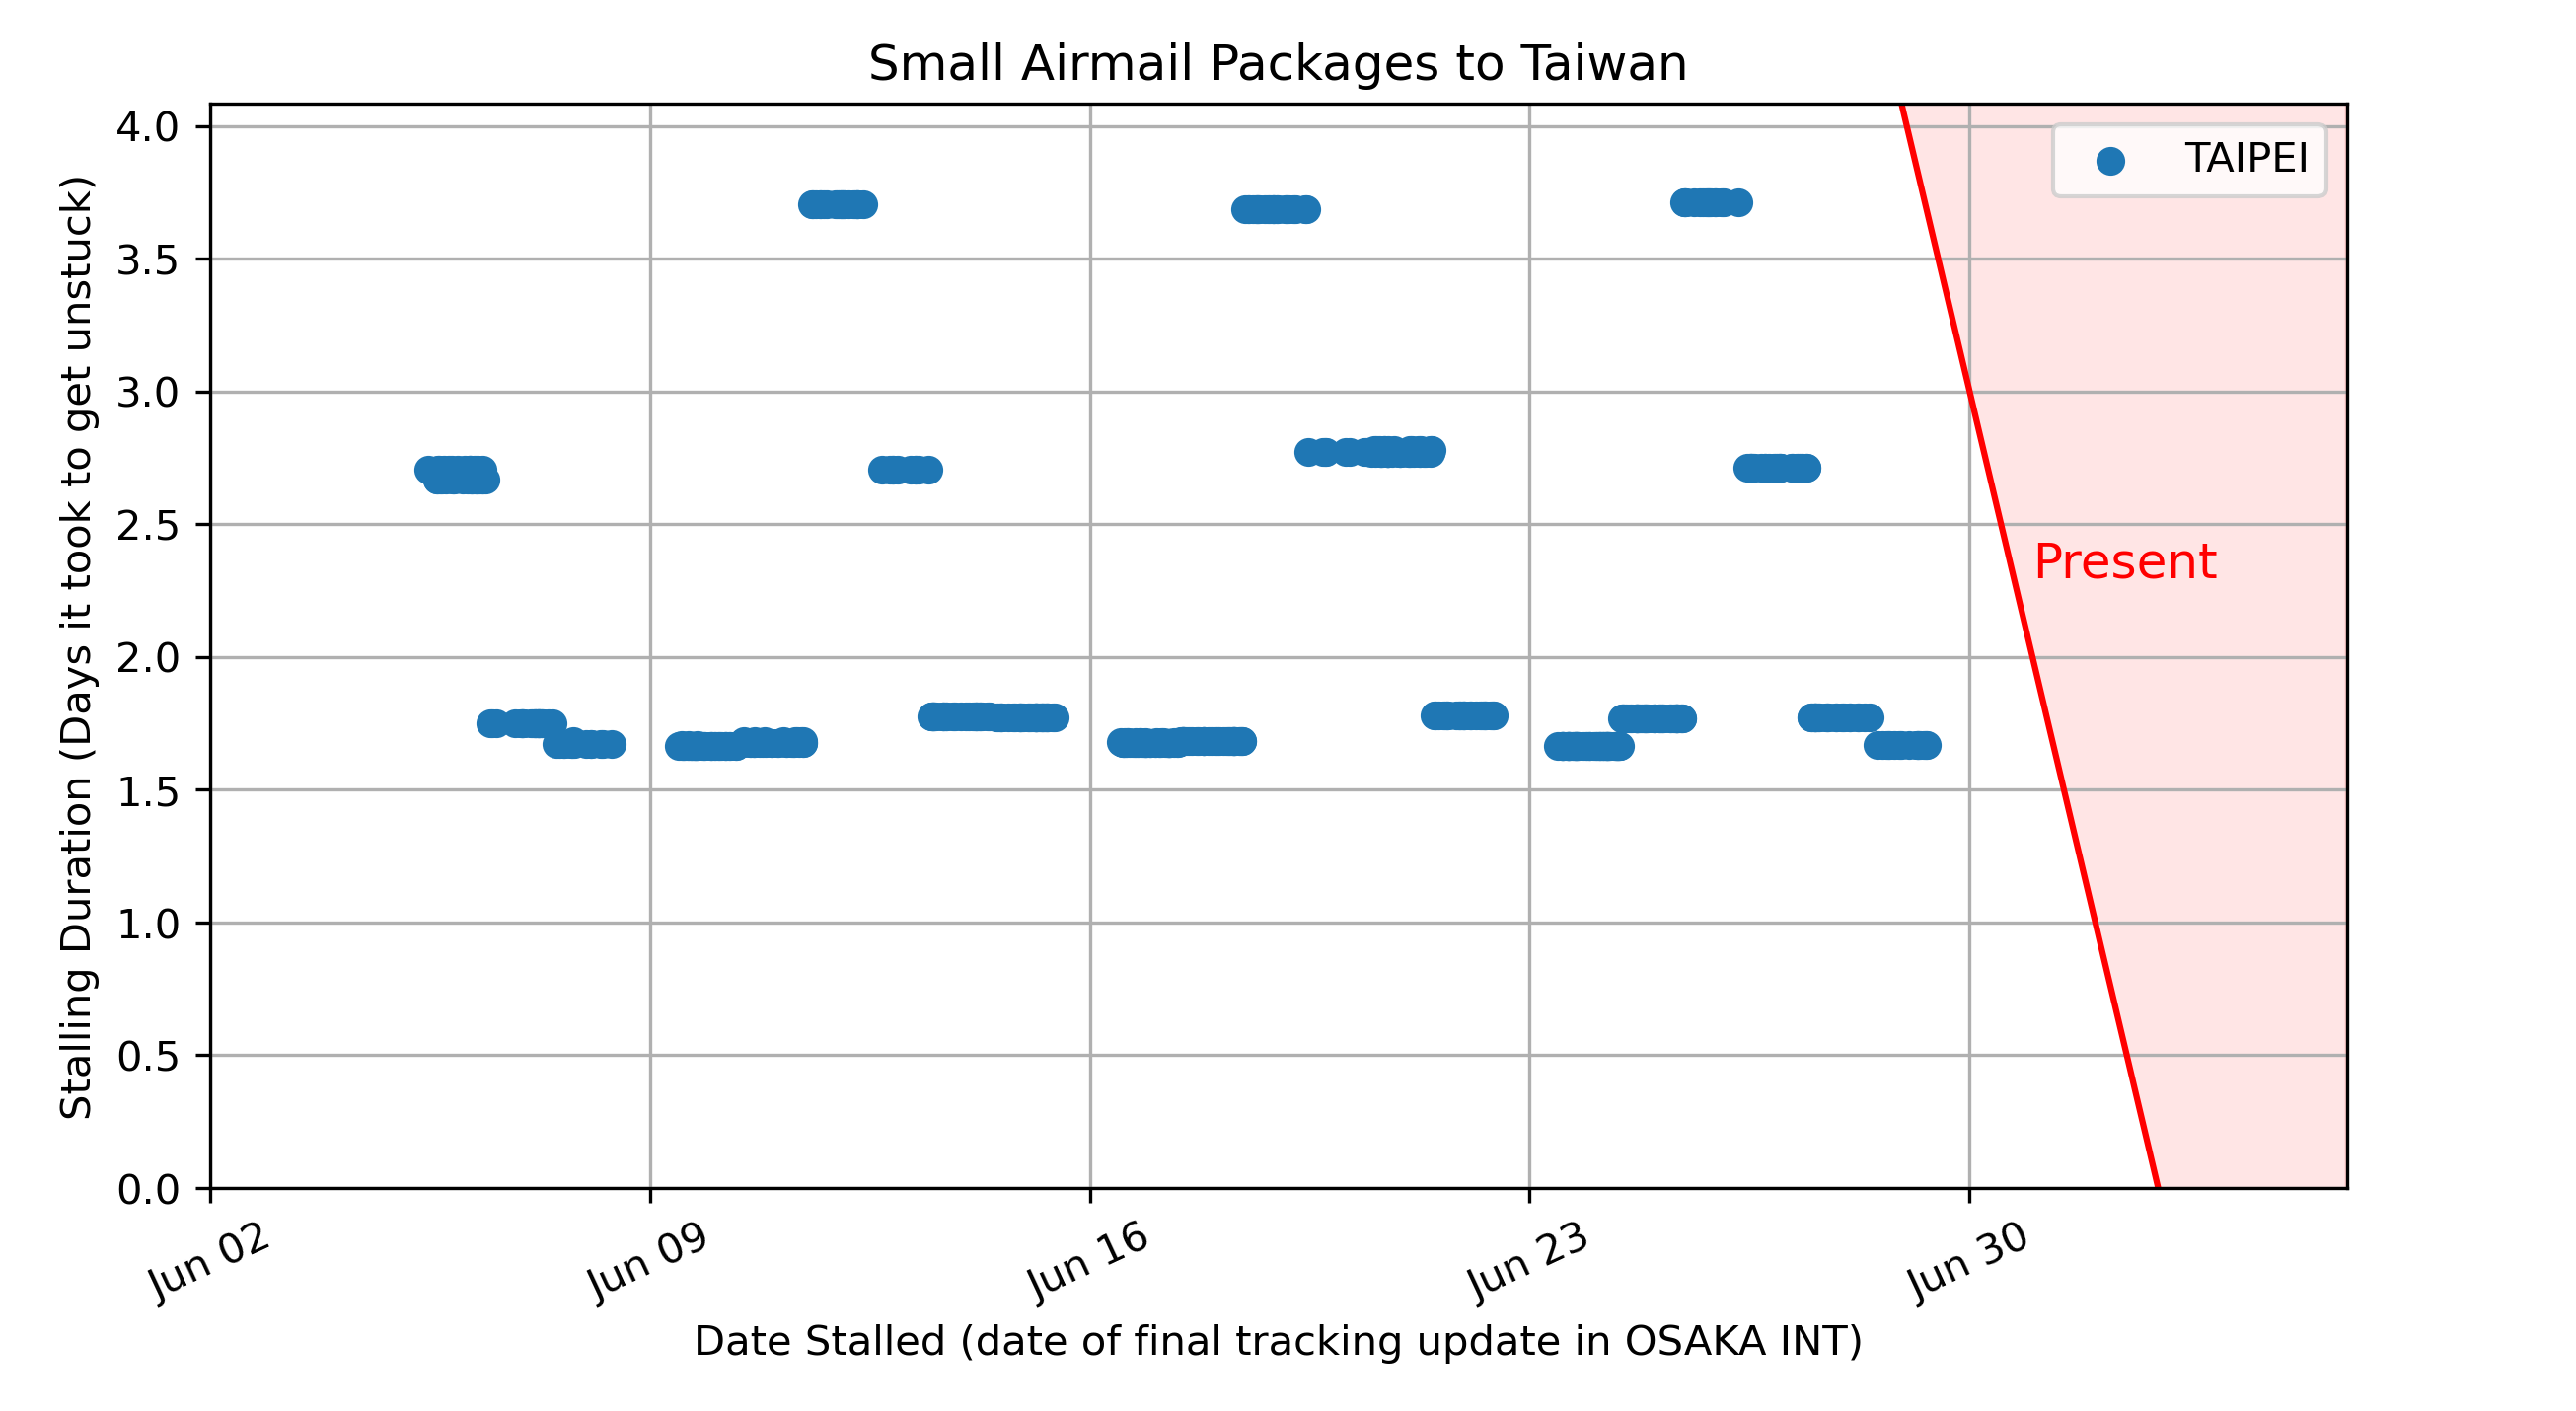 Small Airmail Packages to Taiwan
TAIPEI
Stalling Duration (Days it took to get unstuck)
4.0
3.5
3.0
2.5
2.0
1.5
1.0
0.5
0.0
Present
Jun 02
Jun 09
Jun 16
Jun 23
Jun 30
Date Stalled (date of final tracking update in OSAKA INT)